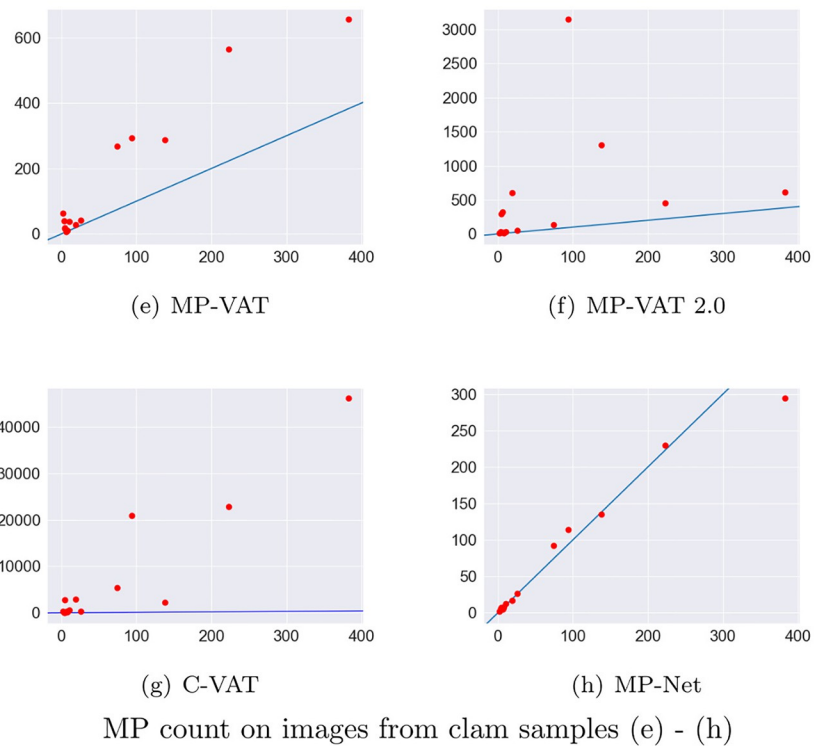 600
400
200
0
0 100 200 300 400
(e) MP-VAT
3000
2500
2000
1500
1000
500
0
0 100 200 300 400
(f) MP-VAT 2.0
40000
30000
20000
10000
0
0 100 200 300 400
(g) C-VAT
300
250
200
150
100
50
0
0 100 200 300 400
(h) MP-Net
MP count on images from clam samples (e) - (h)